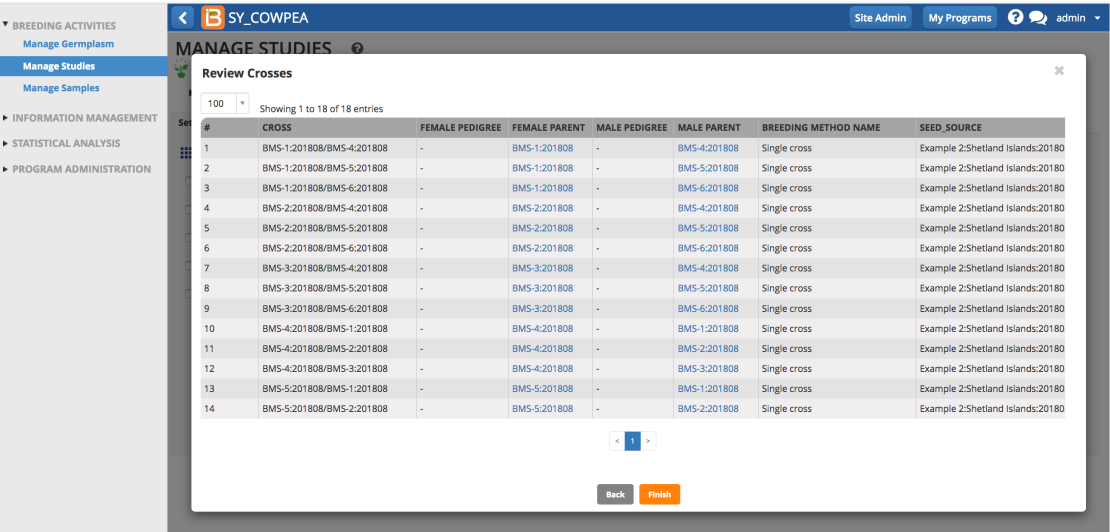 SY_COWPEA
Site Admin
My Programs
admin
BREEDING ACTIVITIES
Manage Germplasm
Manage Studies
Manage Samples
INFORMATION MANAGEMENT
STATISTICAL ANALYSIS
PROGRAM ADMINISTRATION
MANAGE STUDIES
Set
Review Crosses
100 Showing 1 to 18 of 18 entries
# CROSS FEMALE PEDIGREE FEMALE PARENT MALE PEDIGREE MALE PARENT BREEDING METHOD NAME SEED_SOURCE
1 BMS-1:201808/BMS-4:201808 - BMS-1:201808 - BMS-4:201808 Single cross Example 2:Shetland Islands:20180
2 BMS-1:201808/BMS-5:201808 - BMS-1:201808 - BMS-5:201808 Single cross Example 2:Shetland Islands:20180
3 BMS-1:201808/BMS-6:201808 - BMS-1:201808 - BMS-6:201808 Single cross Example 2:Shetland Islands:20180
4 BMS-2:201808/BMS-4:201808 - BMS-2:201808 - BMS-4:201808 Single cross Example 2:Shetland Islands:20180
5 BMS-2:201808/BMS-5:201808 - BMS-2:201808 - BMS-5:201808 Single cross Example 2:Shetland Islands:20180
6 BMS-2:201808/BMS-6:201808 - BMS-2:201808 - BMS-6:201808 Single cross Example 2:Shetland Islands:20180
7 BMS-3:201808/BMS-4:201808 - BMS-3:201808 - BMS-4:201808 Single cross Example 2:Shetland Islands:20180
8 BMS-3:201808/BMS-5:201808 - BMS-3:201808 - BMS-5:201808 Single cross Example 2:Shetland Islands:20180
9 BMS-3:201808/BMS-6:201808 - BMS-3:201808 - BMS-6:201808 Single cross Example 2:Shetland Islands:20180
10 BMS-4:201808/BMS-1:201808 - BMS-4:201808 - BMS-1:201808 Single cross Example 2:Shetland Islands:20180
11 BMS-4:201808/BMS-2:201808 - BMS-4:201808 - BMS-2:201808 Single cross Example 2:Shetland Islands:20180
12 BMS-4:201808/BMS-3:201808 - BMS-4:201808 - BMS-3:201808 Single cross Example 2:Shetland Islands:20180
13 BMS-5:201808/BMS-1:201808 - BMS-5:201808 - BMS-1:201808 Single cross Example 2:Shetland Islands:20180
14 BMS-5:201808/BMS-2:201808 - BMS-5:201808 - BMS-2:201808 Single cross Example 2:Shetland Islands:20180
< 1 >
Back Finish